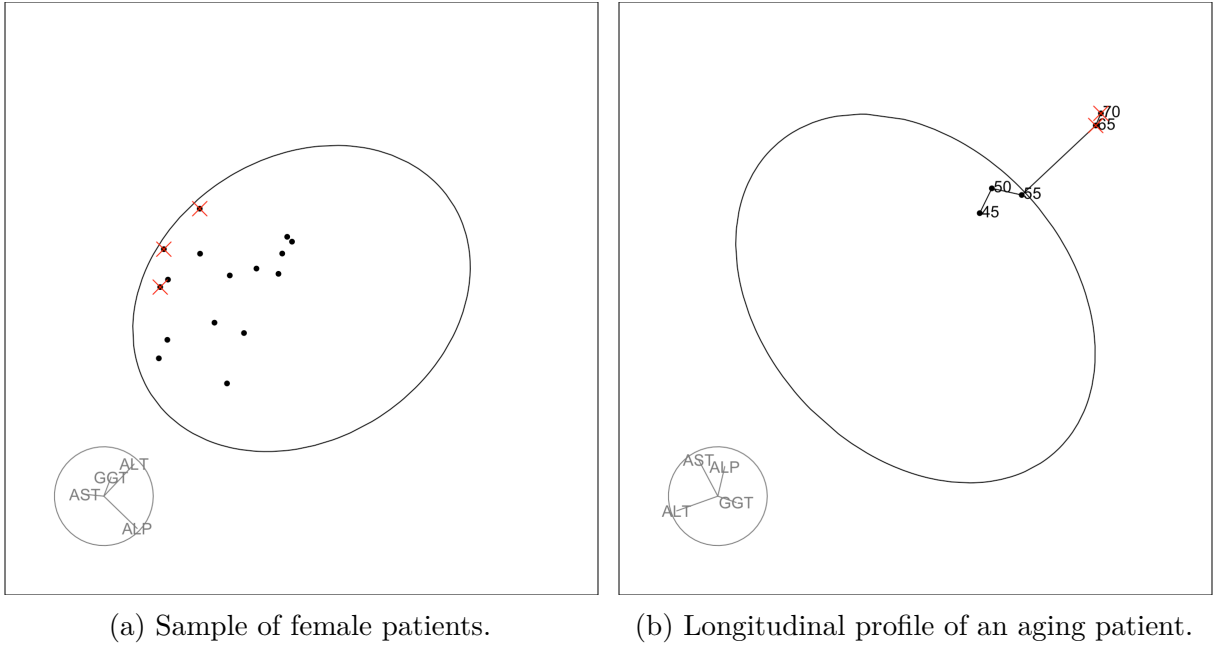 ALT
GGT
AST
ALP
(a) Sample of female patients.
70
65
50
55
45
AST
ALP
GGT
ALT
(b) Longitudinal profile of an aging patient.